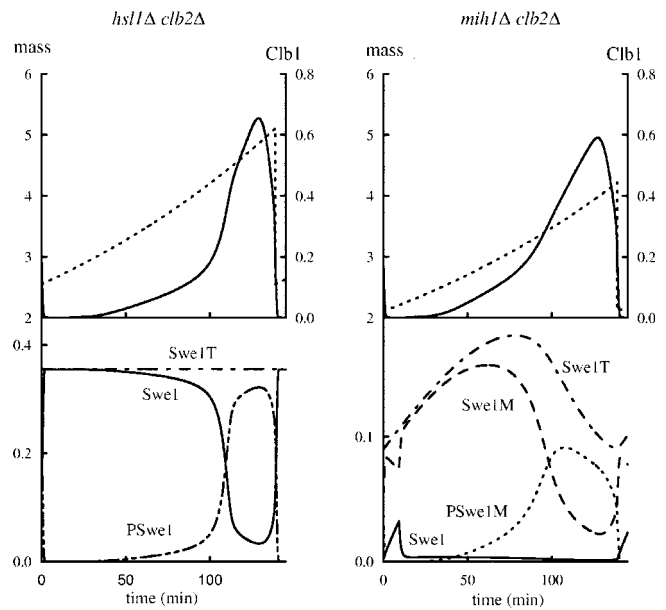 hsl1Δ clb2Δ
mih1Δ clb2Δ
mass
Clb1
mass
Clb1
6
0.8
6
0.8
5
0.6
5
0.6
4
0.4
4
0.4
3
0.2
3
0.2
2
0.0
2
0.0
0.4
Swe1T
Swe1
0.2
PSwe1
0.0
Swe1T
Swe1M
0.1
PSwe1M
Swe1
0.0
0
50
100
0
50
100
time (min)
time (min)